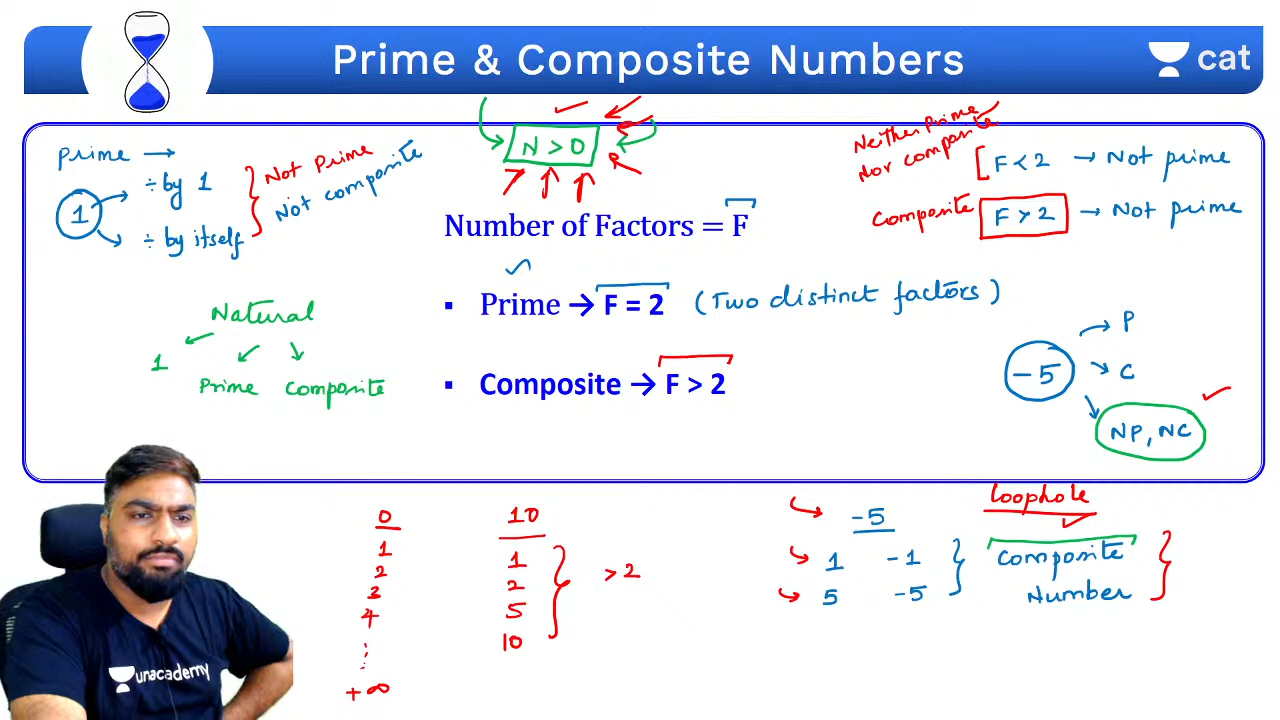 Prime & Composite Numbers
cat
prime →
1
÷ by 1
÷ by itself
Not Prime
Not composite
N > 0
Neither Prime
Nor composite
F < 2 → Not prime
Composite F > 2 → Not prime
Number of Factors = F
▪ Prime → F = 2 (Two distinct factors)
▪ Composite → F > 2
Natural
1
Prime Composite
-5
P
C
NP, NC
0
1
2
3
4
+ ∞
10
1
2
5
10
> 2
-5
1 -1
5 -5
loophole
Composite
Number
unacademy